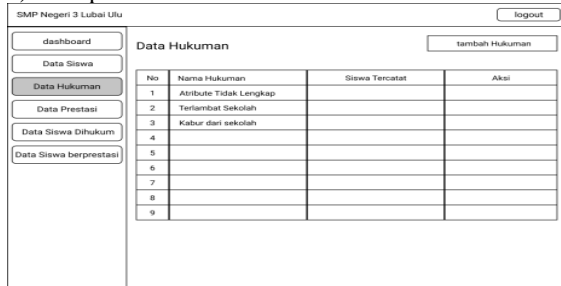 SMP Negeri 3 Lubai Ulu
logout
dashboard
Data Siswa
Data Hukuman
Data Prestasi
Data Siswa Dihukum
Data Siswa berprestasi
Data Hukuman
tambah Hukuman
No Nama Hukuman Siswa Tercatat Aksi
1 Atribute Tidak Lengkap
2 Terlambat Sekolah
3 Kabur dari sekolah
4
5
6
7
8
9